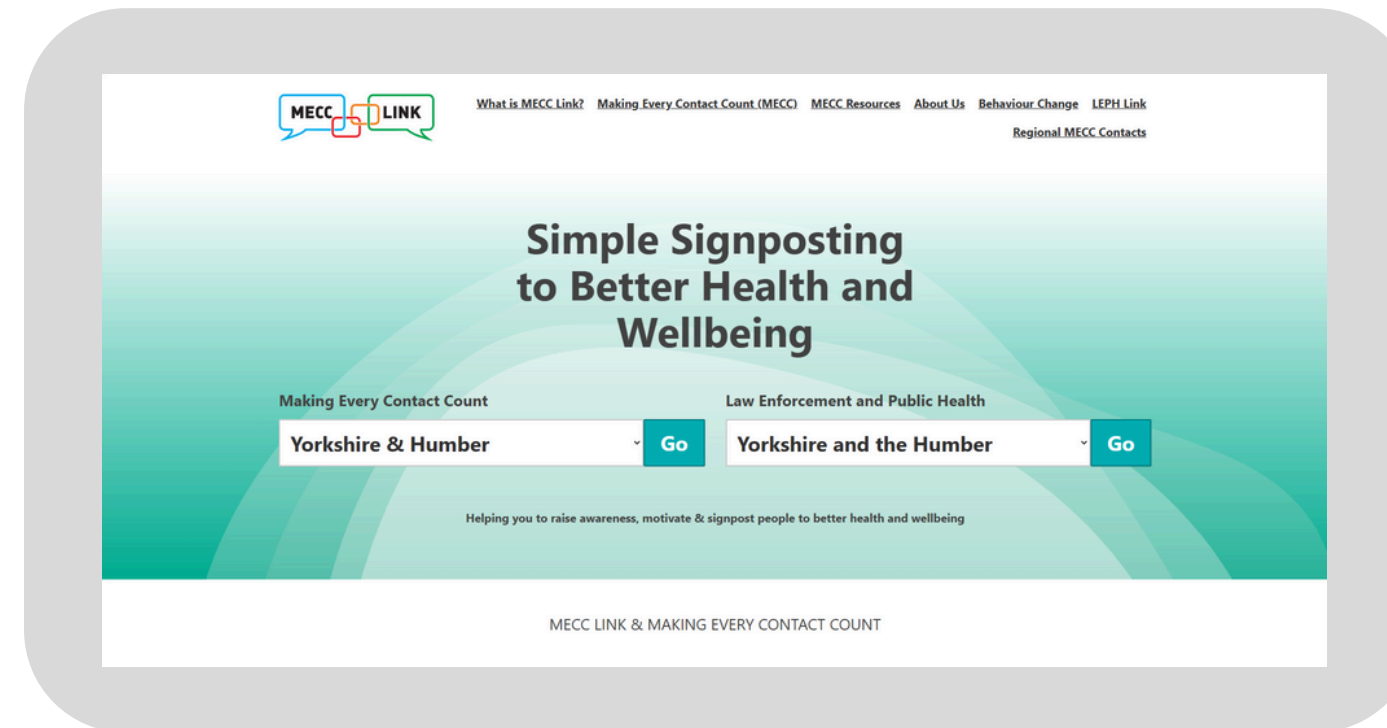 MECC LINK
What is MECC Link? Making Every Contact Count (MECC) MECC Resources About Us Behaviour Change LEPH Link
Regional MECC Contacts
Simple Signposting
to Better Health and
Wellbeing
Making Every Contact Count
Yorkshire & Humber Go
Law Enforcement and Public Health
Yorkshire and the Humber Go
Helping you to raise awareness, motivate & signpost people to better health and wellbeing
MECC LINK & MAKING EVERY CONTACT COUNT